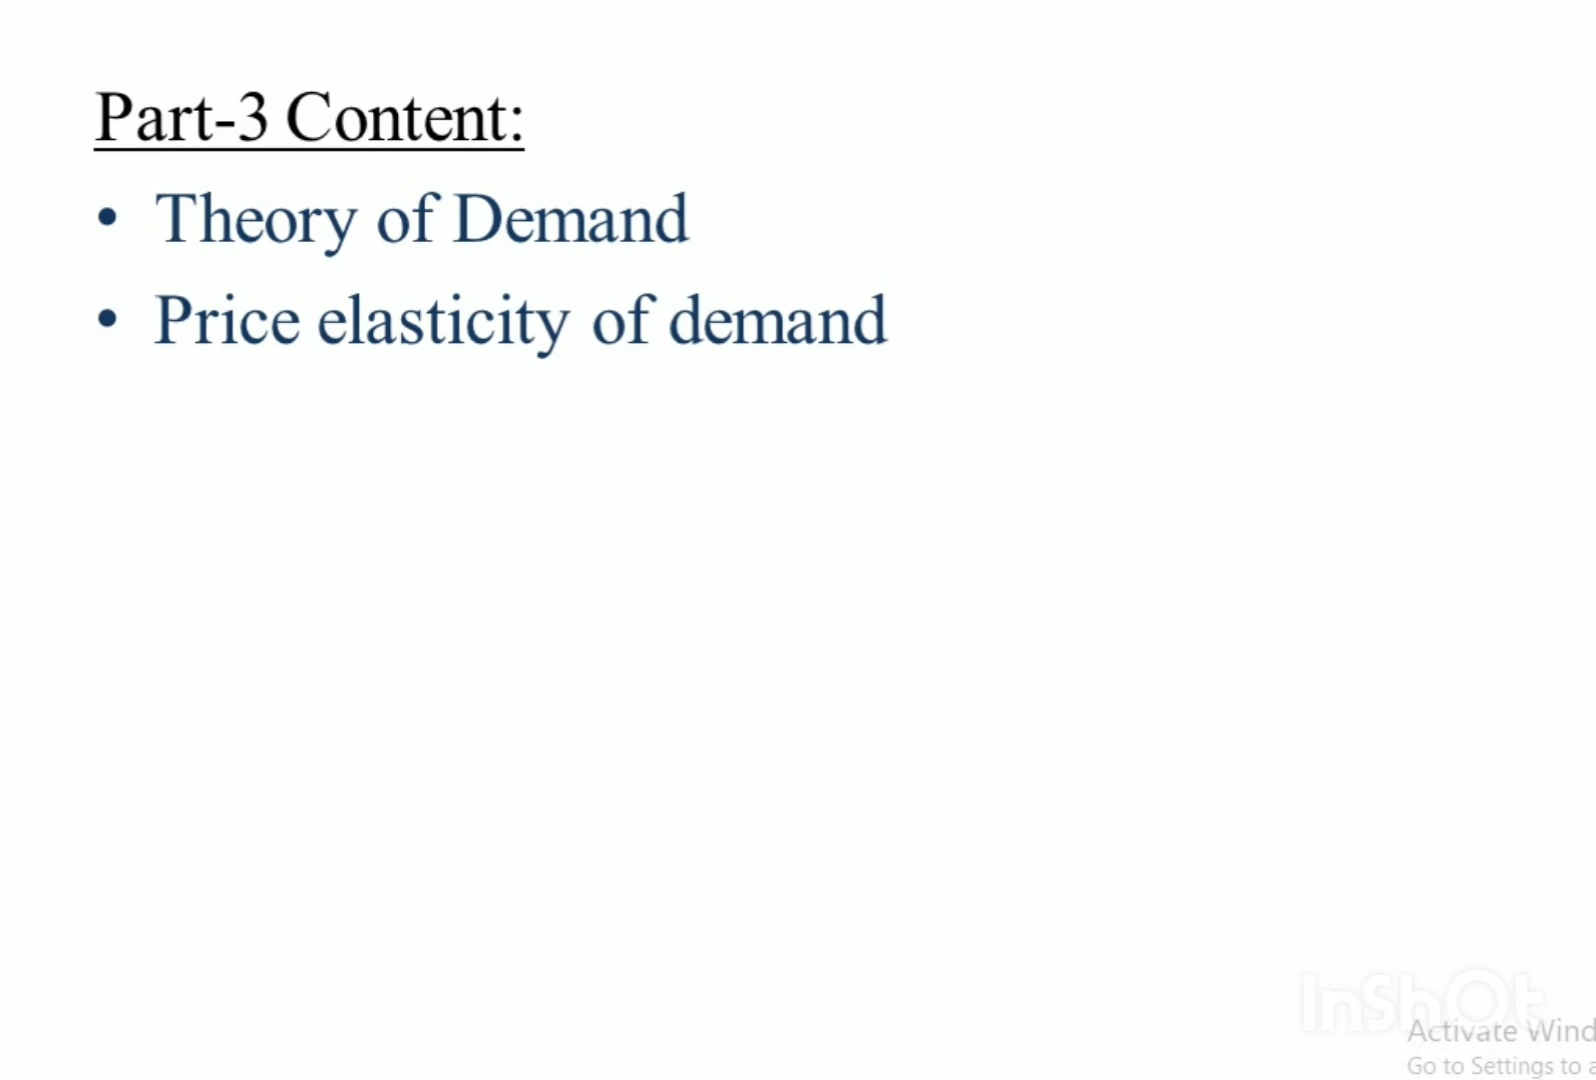 Part-3 Content:
• Theory of Demand
• Price elasticity of demand
InShOt
Activate Wind
Go to Settings to a